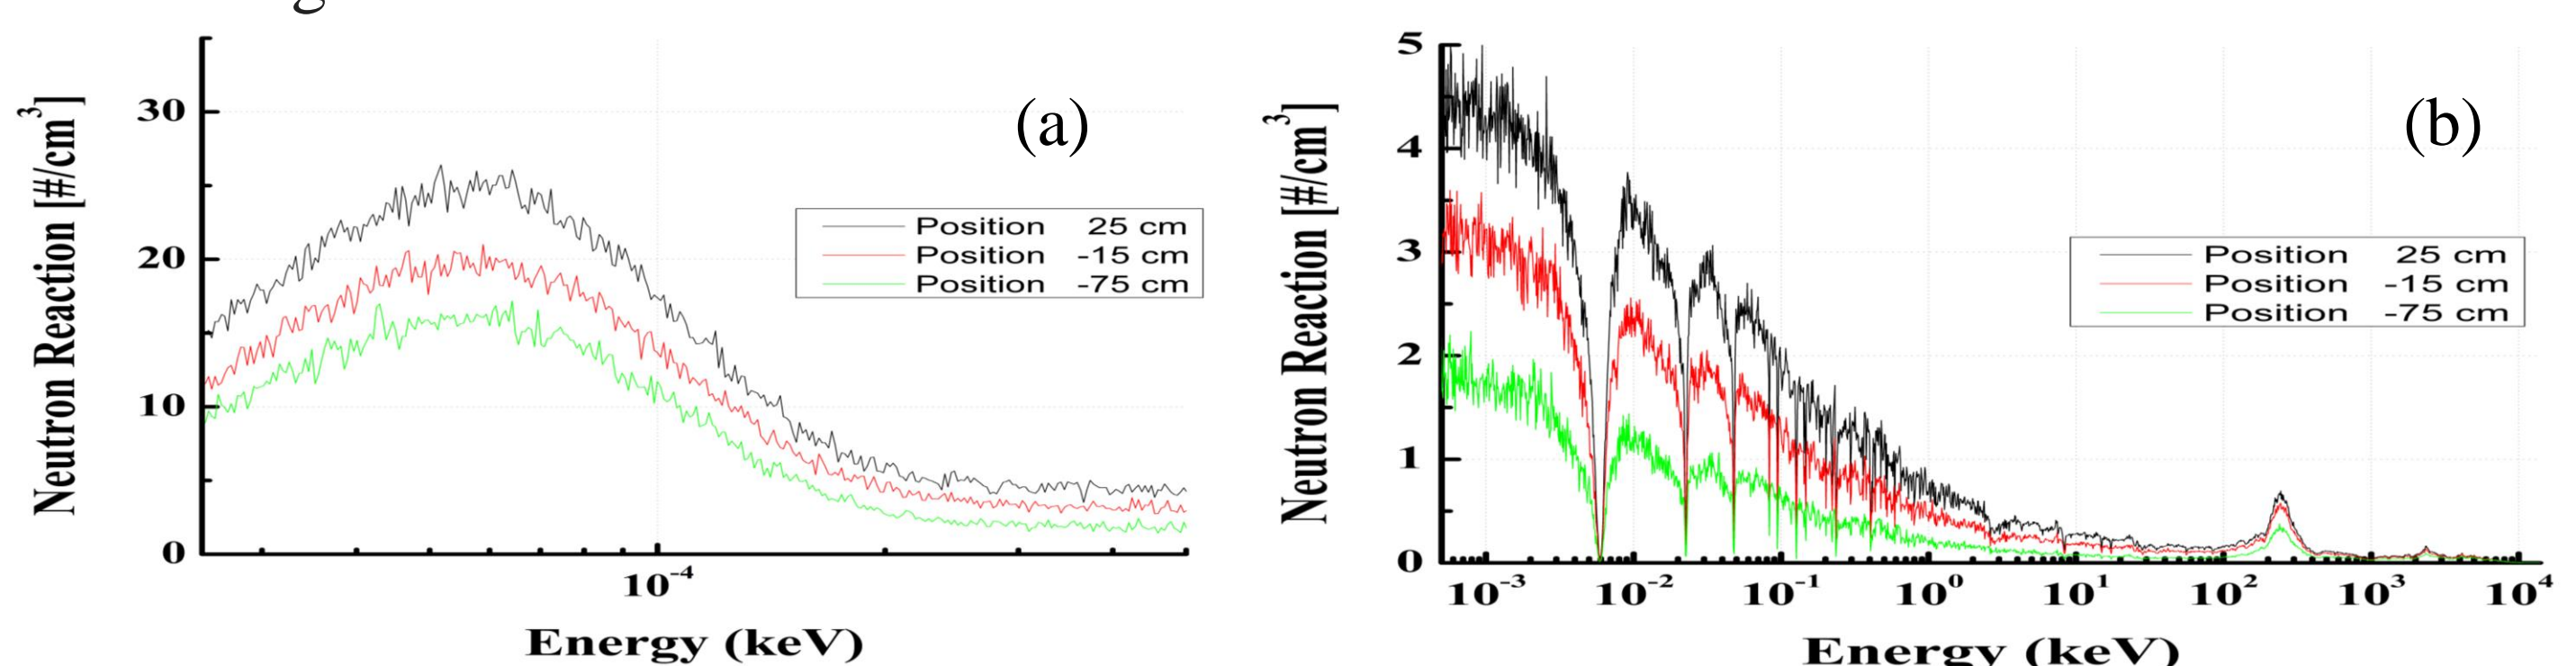 Neutron Reaction [#/cm³]
30
20
10
0
(a)
Position 25 cm
Position -15 cm
Position -75 cm
10⁻⁴
Energy (keV)
Neutron Reaction [#/cm³]
5
4
3
2
1
0
(b)
Position 25 cm
Position -15 cm
Position -75 cm
10⁻³ 10⁻² 10⁻¹ 10⁰ 10¹ 10² 10³ 10⁴
Energy (keV)